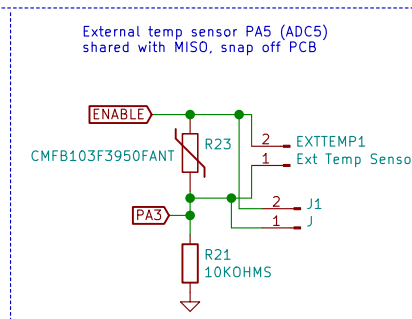 External temp sensor PA5 (ADC5)
shared with MISO, snap off PCB
ENABLE
R23
CMFB103F3950FANT
2 EXTTEMP1
1 Ext Temp Senso
2 J1
1 J
PA3
R21
10KOHMS